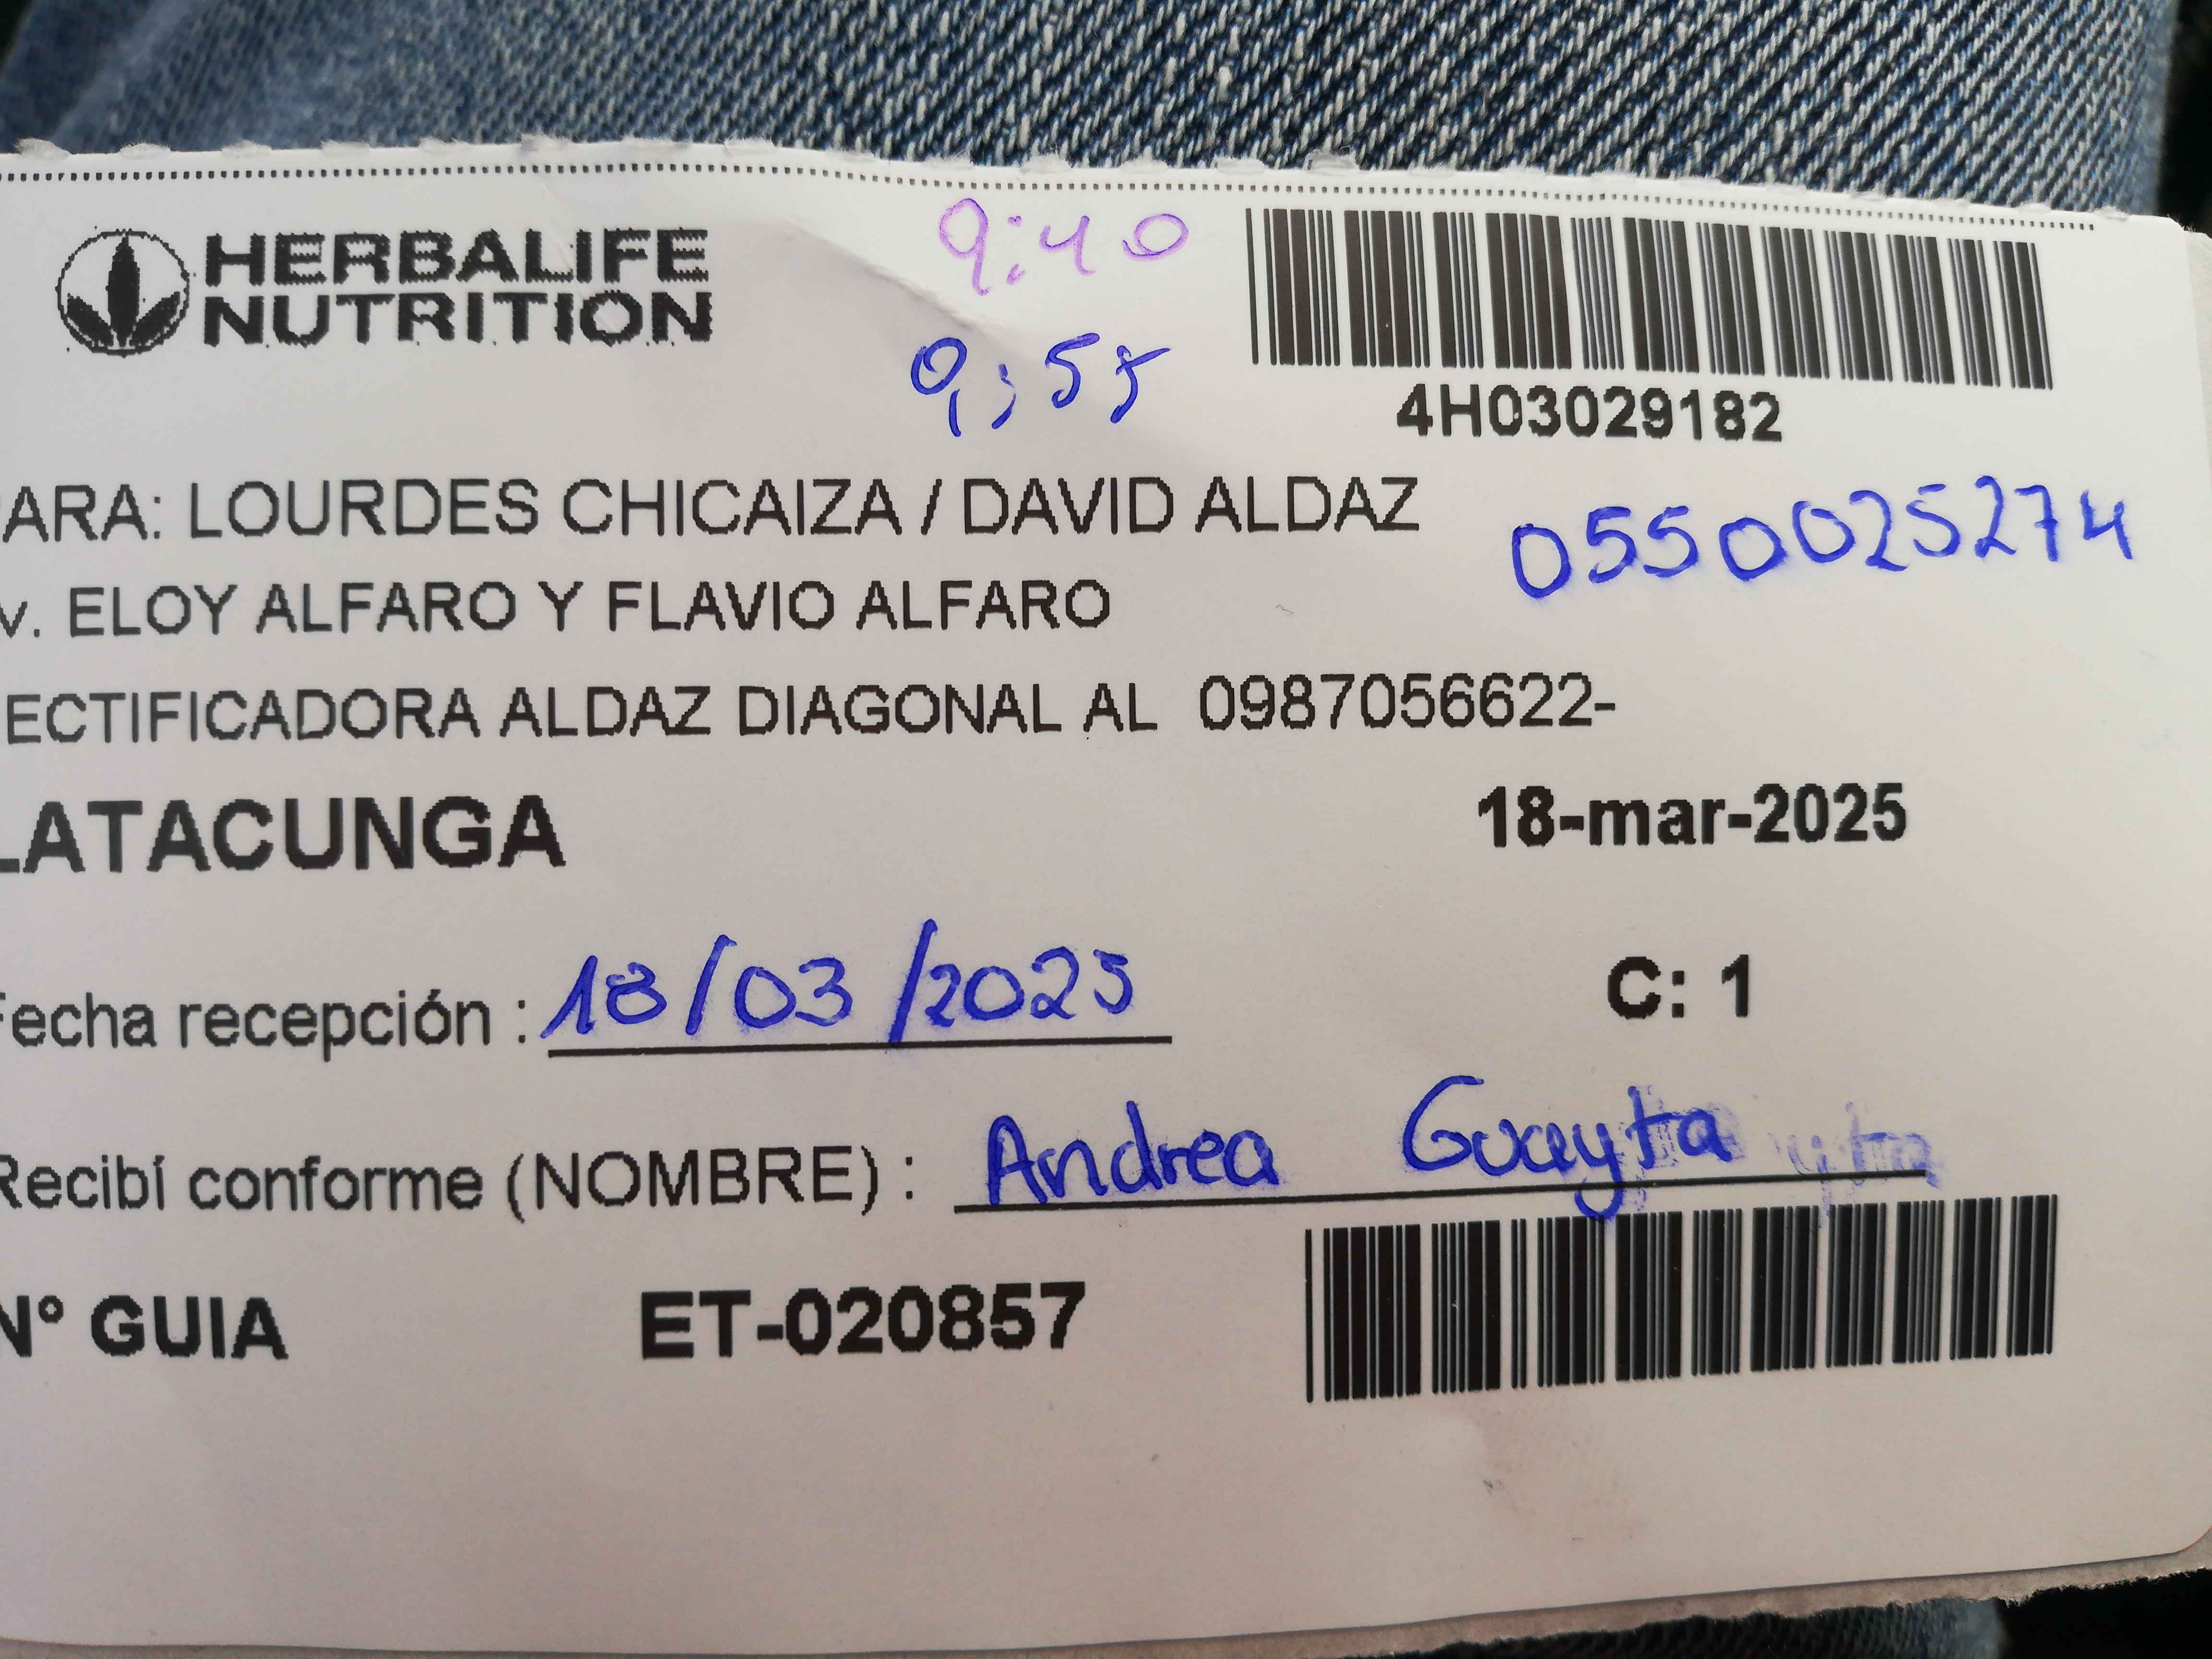 HERBALIFE
NUTRITION
9:40
9:55
4H03029182
ARA: LOURDES CHICAIZA / DAVID ALDAZ
0550025274
v. ELOY ALFARO Y FLAVIO ALFARO
ECTIFICADORA ALDAZ DIAGONAL AL 0987056622-
LATACUNGA
18-mar-2025
Fecha recepción : 18/03/2025
C: 1
Recibí conforme (NOMBRE) : Andrea Guayta
N° GUIA ET-020857